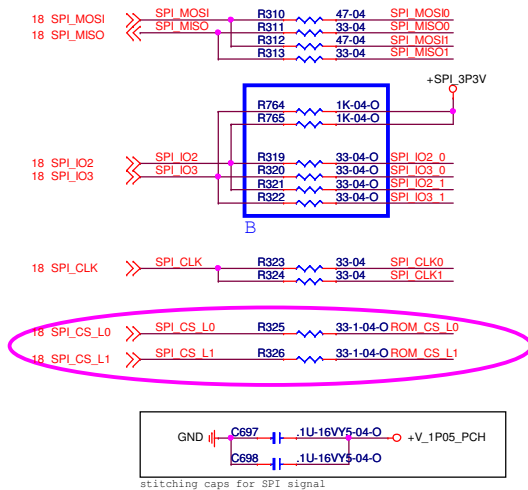 18 SPI_MOSI SPI_MOSI R310 47-04 SPI_MOSI0
18 SPI_MISO SPI_MISO R311 33-04 SPI_MISO0
R312 47-04 SPI_MOSI1
R313 33-04 SPI_MISO1
+SPI_3P3V
R764 1K-04-O
R765 1K-04-O
18 SPI_IO2 SPI_IO2 R319 33-04-O SPI_IO2_0
18 SPI_IO3 SPI_IO3 R320 33-04-O SPI_IO3_0
R321 33-04-O SPI_IO2_1
R322 33-04-O SPI_IO3_1
B
18 SPI_CLK SPI_CLK R323 33-04 SPI_CLK0
R324 33-04 SPI_CLK1
18 SPI_CS_L0 SPI_CS_L0 R325 33-1-04-O ROM_CS_L0
18 SPI_CS_L1 SPI_CS_L1 R326 33-1-04-O ROM_CS_L1
GND C697 .1U-16VY5-04-O +V_1P05_PCH
C698 .1U-16VY5-04-O
stitching caps for SPI signal